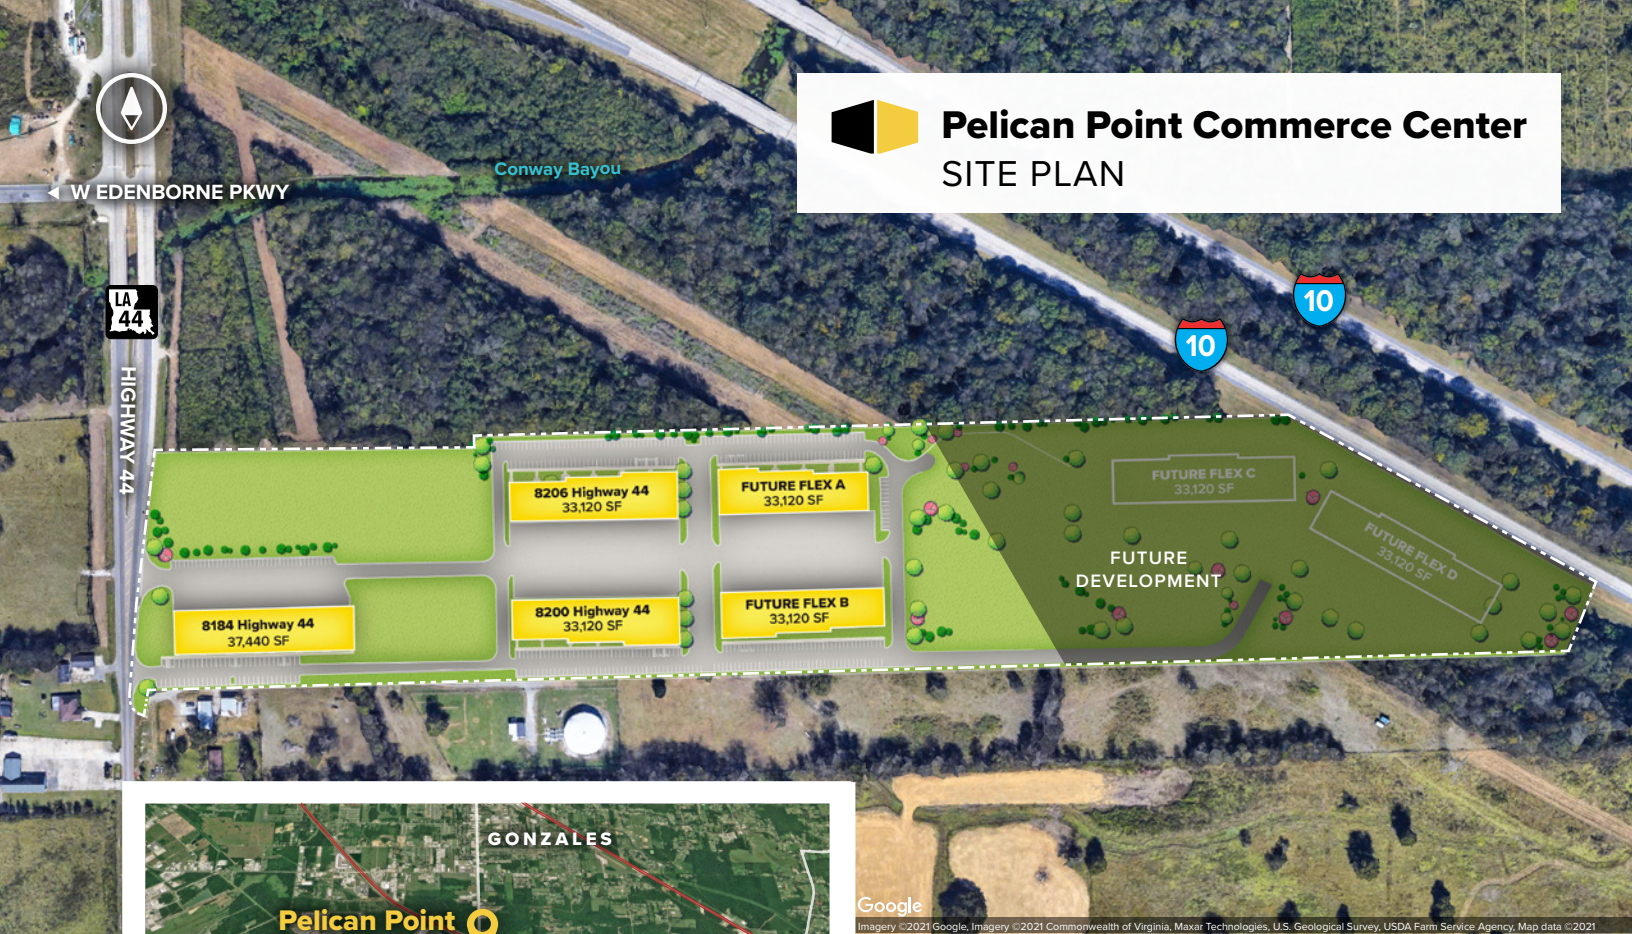 Pelican Point Commerce Center
SITE PLAN
Conway Bayou
W EDENBORNE PKWY
LA
44
HIGHWAY 44
10
10
8206 Highway 44
33,120 SF
FUTURE FLEX A
33,120 SF
FUTURE FLEX C
33,120 SF
FUTURE FLEX D
33,120 SF
FUTURE
DEVELOPMENT
8184 Highway 44
37,440 SF
8200 Highway 44
33,120 SF
FUTURE FLEX B
33,120 SF
GONZALES
Pelican Point
Google
Imagery ©2021 Google, Imagery ©2021 Commonwealth of Virginia, Maxar Technologies, U.S. Geological Survey, USDA Farm Service Agency, Map data ©2021